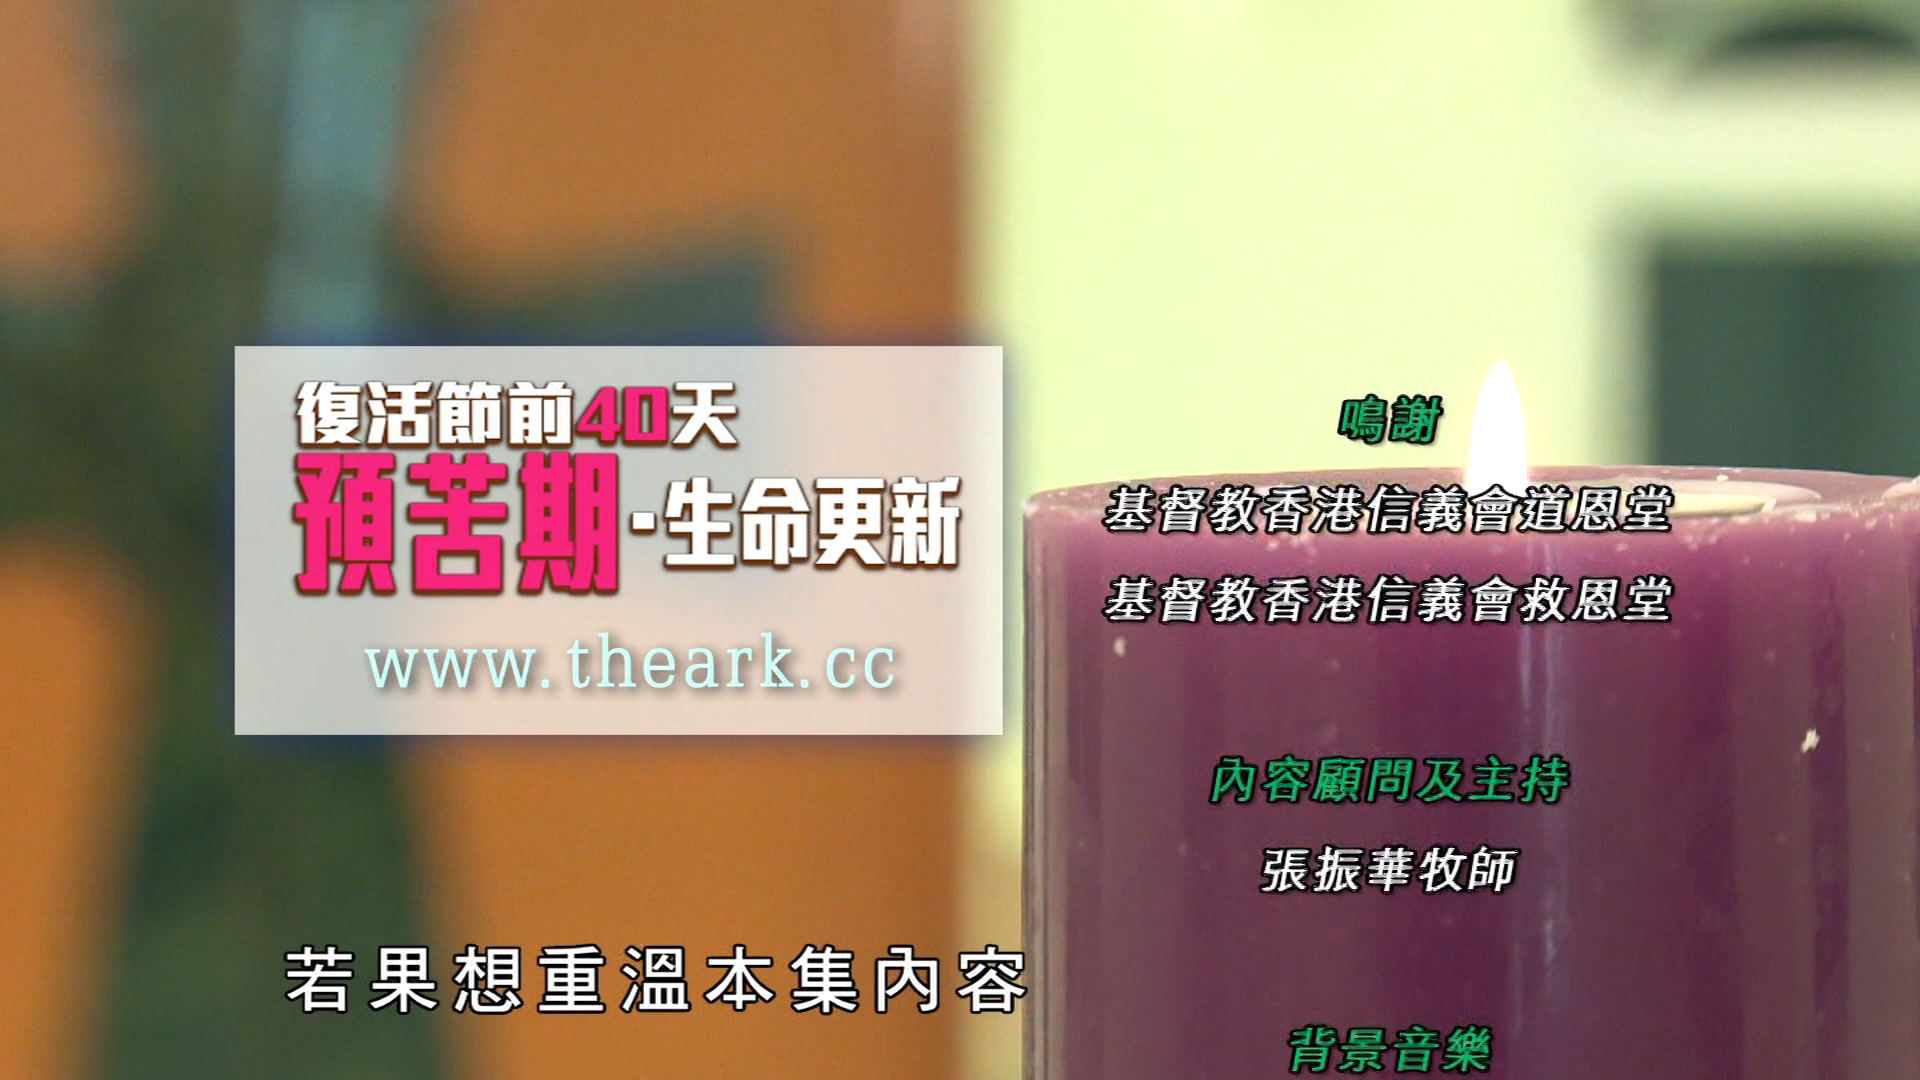 復活節前40天
預苦期·生命更新
www.theark.cc
鳴謝
基督教香港信義會道恩堂
基督教香港信義會救恩堂
內容顧問及主持
張振華牧師
背景音樂
若果想重溫本集內容